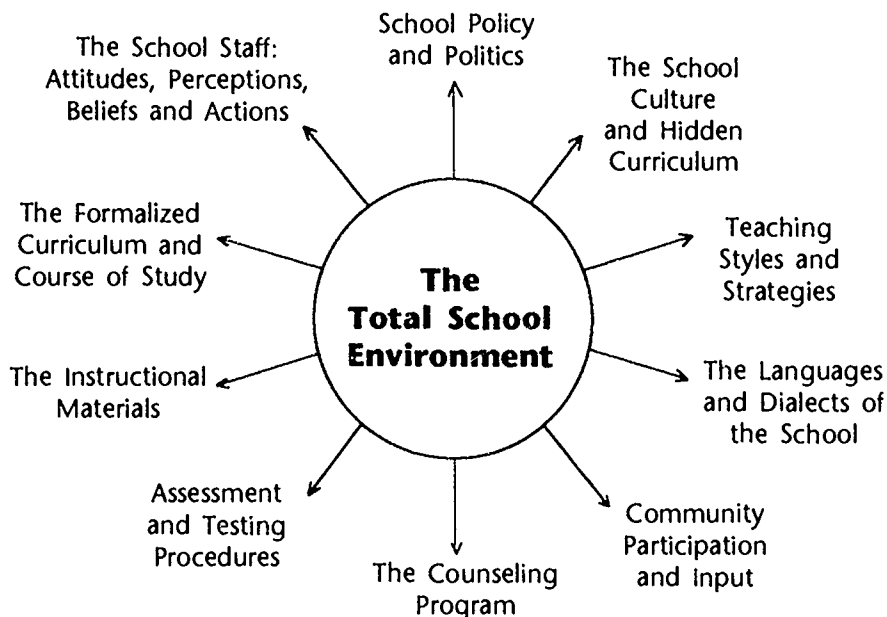 School Policy
and Politics
The School
Culture
and Hidden
Curriculum
Teaching
Styles and
Strategies
The Languages
and Dialects of
the School
Community
Participation
and Input
The Counseling
Program
Assessment
and Testing
Procedures
The Instructional
Materials
The Formalized
Curriculum and
Course of Study
The School Staff:
Attitudes, Perceptions,
Beliefs and Actions
The
Total School
Environment